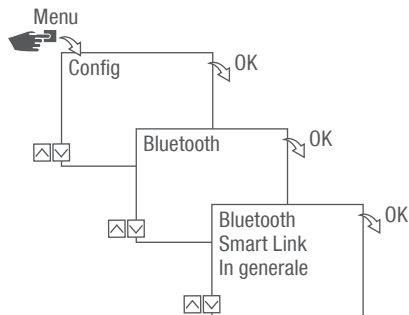 Menu
Config
OK
Bluetooth
OK
Bluetooth
Smart Link
In generale
OK